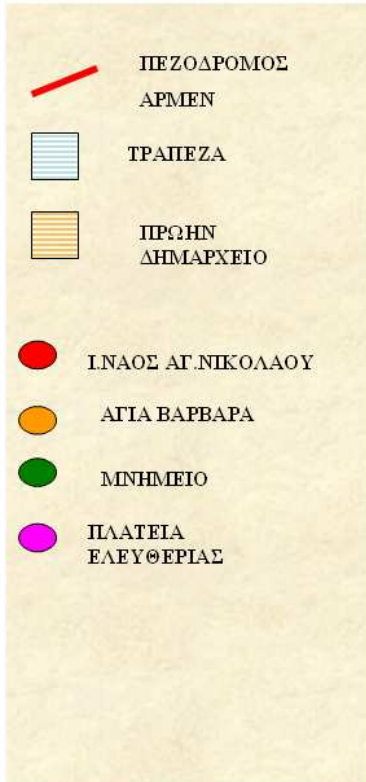 ΠΕΖΟΔΡΟΜΟΣ
ΑΡΜΕΝ
ΤΡΑΠΕΖΑ
ΠΡΩΗΝ
ΔΗΜΑΡΧΕΙΟ
Ι.ΝΑΟΣ ΑΓ.ΝΙΚΟΛΑΟΥ
ΑΓΙΑ ΒΑΡΒΑΡΑ
ΜΝΗΜΕΙΟ
ΠΛΑΤΕΙΑ
ΕΛΕΥΘΕΡΙΑΣ